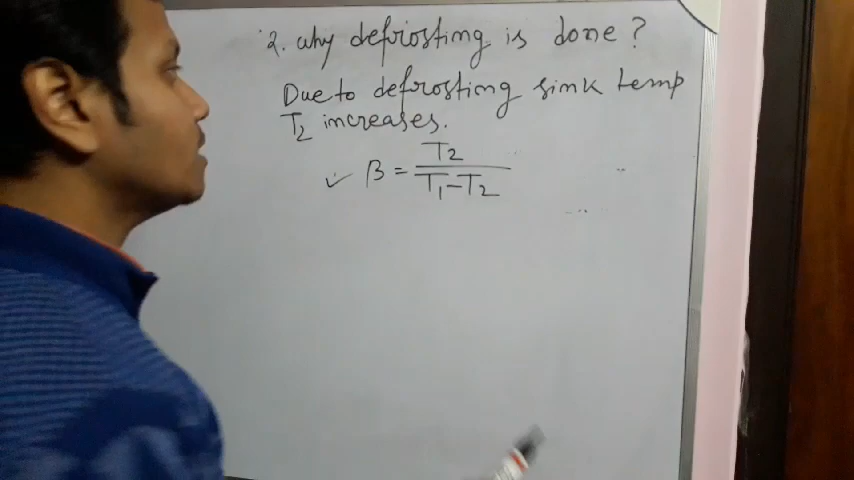 2. Why defrosting is done?
Due to defrosting sink temp
T₂ increases.
✓ β = T₂ / (T₁ - T₂)